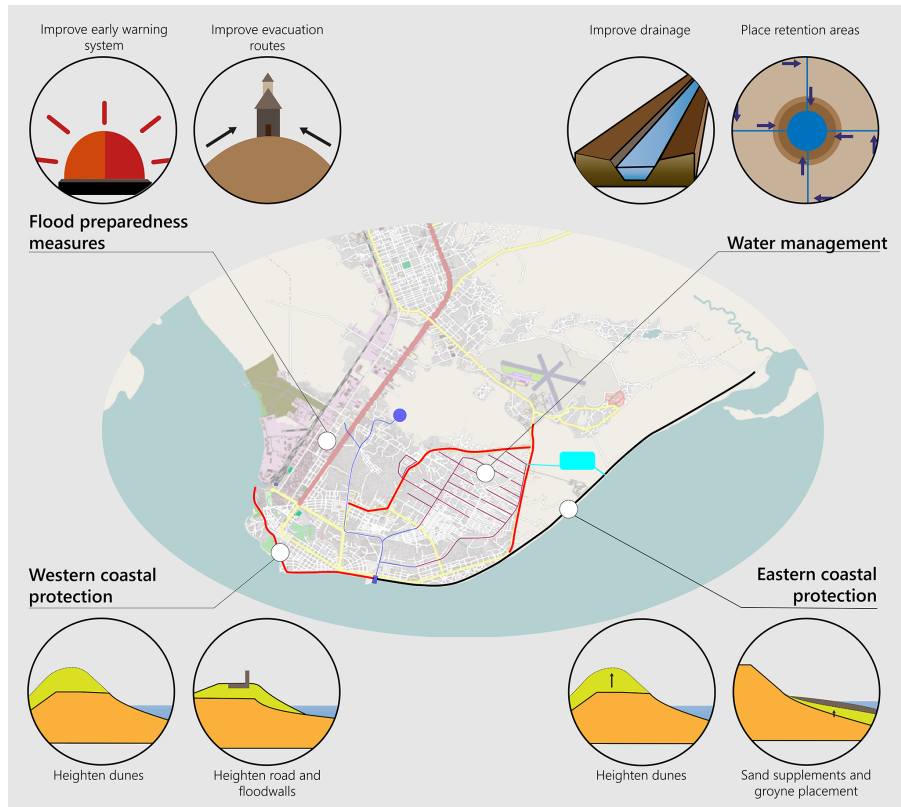 Improve early warning
system
Improve evacuation
routes
Improve drainage
Place retention areas
Flood preparedness
measures
Water management
Western coastal
protection
Eastern coastal
protection
Heighten dunes
Heighten road and
floodwalls
Heighten dunes
Sand supplements and
groyne placement